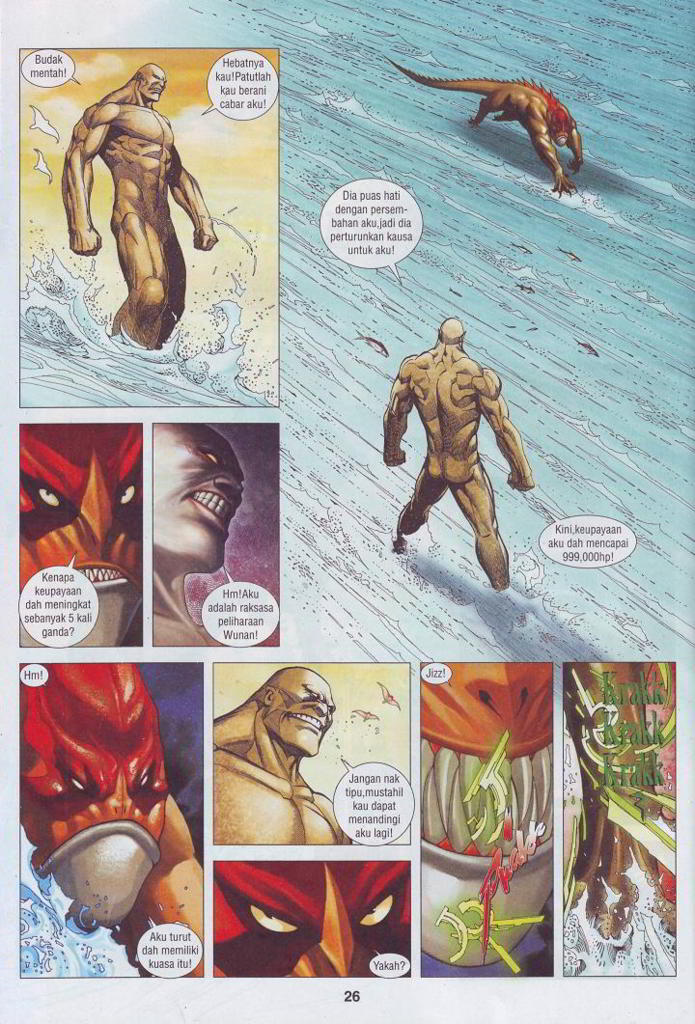 Budak
mentah!
Hebatnya
kau!Patutlah
kau berani
cabar aku!
Dia puas hati
dengan persem-
bahan aku,jadi dia
perturunkan kausa
untuk aku!
Kini,keupayaan
aku dah mencapai
999,000hp!
Kenapa
keupayaan
dah meningkat
sebanyak 5 kali
ganda?
Hm!Aku
adalah raksasa
peliharaan
Wunan!
Hm!
Aku turut
dah memiliki
kuasa itu!
Jangan nak
tipu,mustahil
kau dapat
menandingi
aku lagi!
Yakah?
Jizz!
Krakk
Krakk
Krakk
26